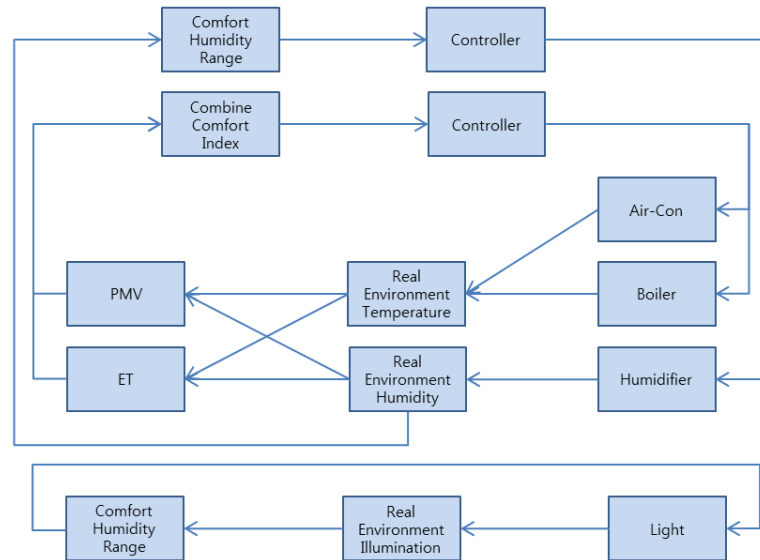 Comfort
Humidity
Range
Controller
Combine
Comfort
Index
Controller
Air-Con
PMV
Real
Environment
Temperature
Boiler
ET
Real
Environment
Humidity
Humidifier
Comfort
Humidity
Range
Real
Environment
Illumination
Light